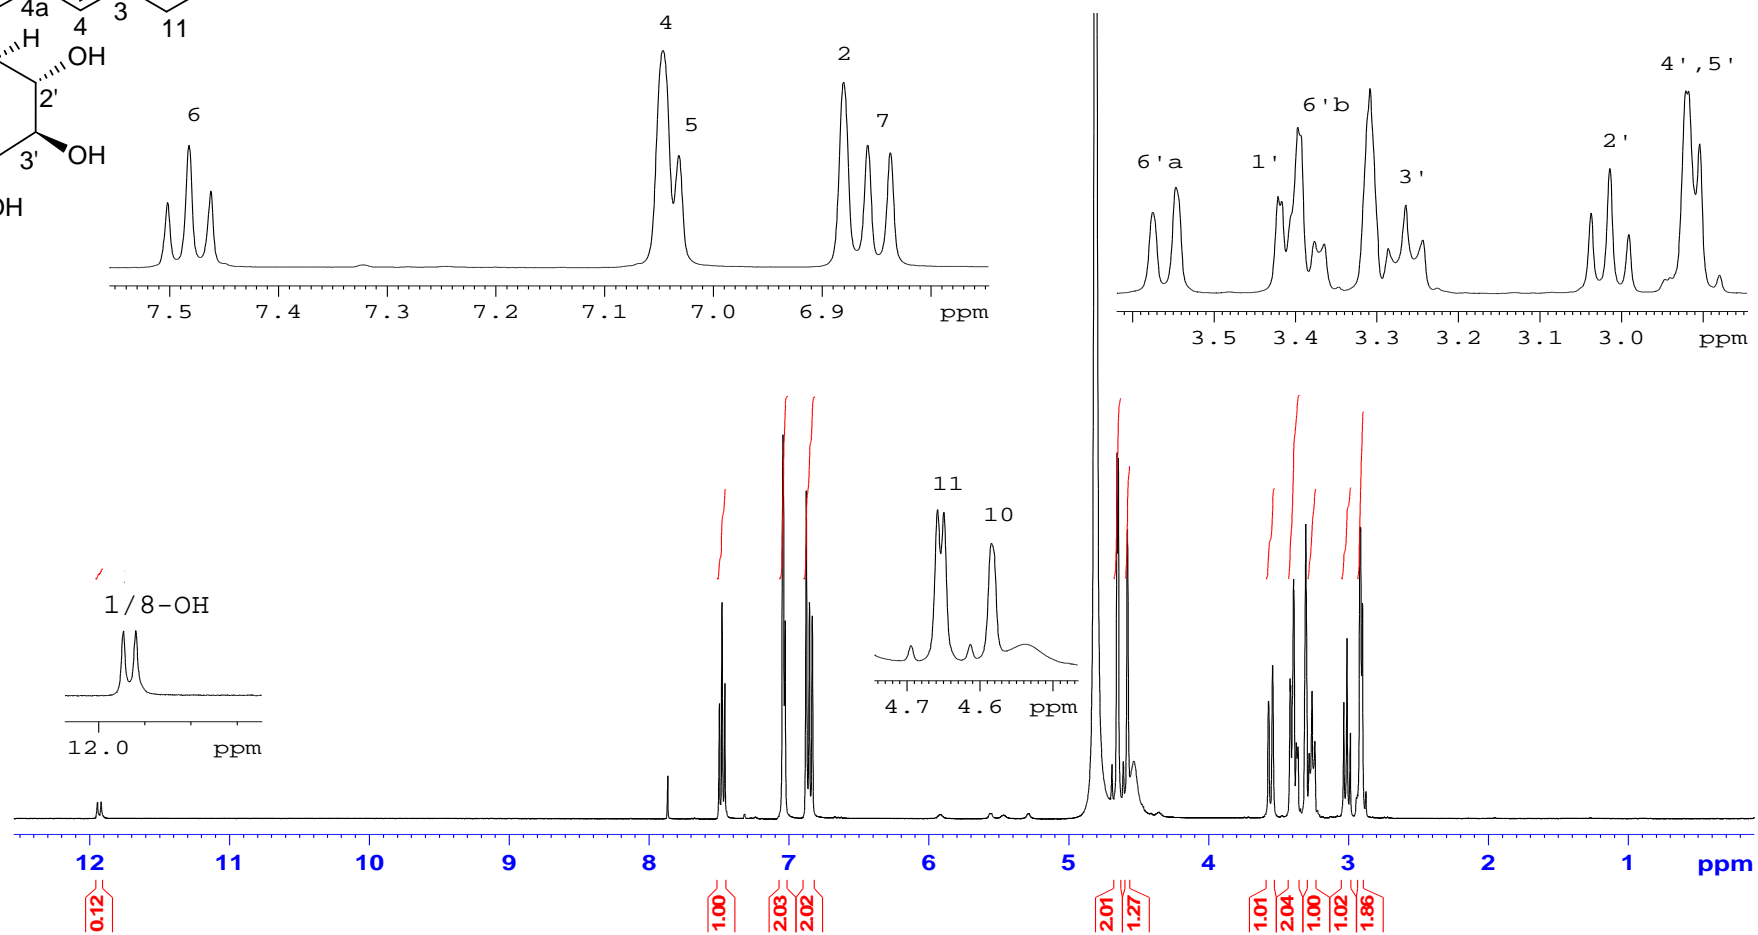 4a 4 3 11
H
OH
2'
3' OH
OH
6 4 5 2 7
7.5 7.4 7.3 7.2 7.1 7.0 6.9 ppm
6'a 1' 6'b 3' 2' 4',5'
3.5 3.4 3.3 3.2 3.1 3.0 ppm
1/8-OH
12.0 ppm
11 10
4.7 4.6 ppm
12 11 10 9 8 7 6 5 4 3 2 1 ppm
0.12 1.00 2.03 2.02 2.01 1.27 1.01 2.04 1.00 1.02 1.86